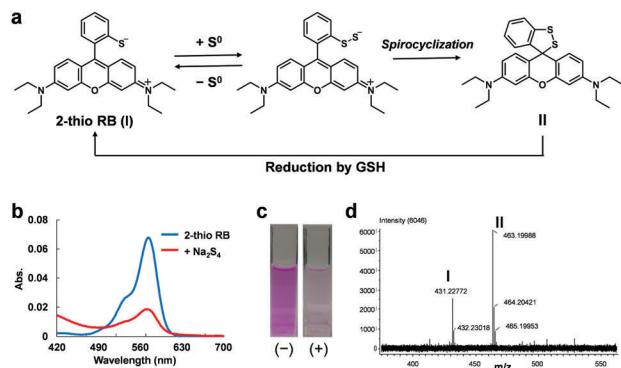 a
+ S⁰
− S⁰
Spirocyclization
S⁻
S-S⁻
S
S
N
O
N⁺
N
O
N⁺
N
O
N
2-thio RB (I)
II
Reduction by GSH
b
c
d
0.08
0.06
0.04
0.02
0
Abs.
2-thio RB
+ Na₂S₄
420
490
560
630
700
Wavelength (nm)
(−)
(+)
Intensity (6046)
6000
5000
4000
3000
2000
1000
0
I
II
431.22772
432.23018
463.19988
464.20421
465.19953
400
450
500
550
m/z